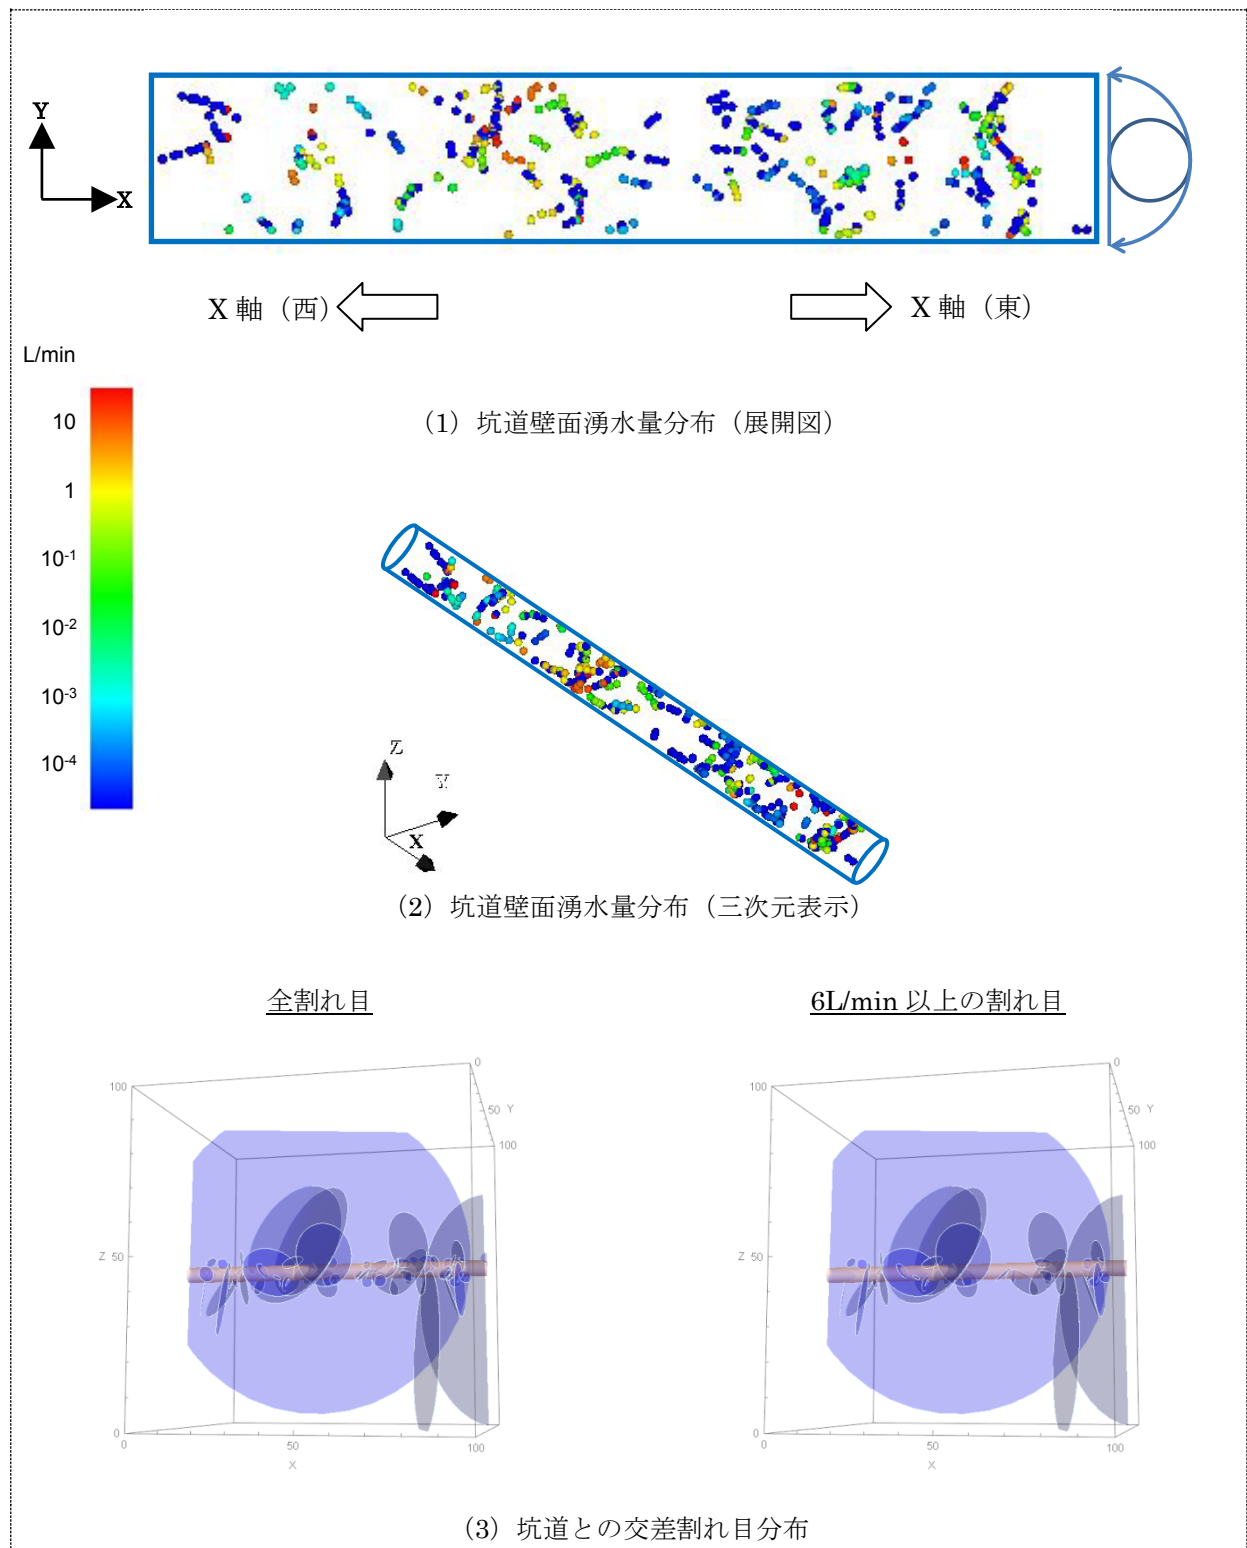 Y
X
X 軸（西）
X 軸（東）
L/min
10
1
10-1
10-2
10-3
10-4
（1）坑道壁面湧水量分布（展開図）
Z
Y
X
（2）坑道壁面湧水量分布（三次元表示）
全割れ目
6L/min 以上の割れ目
0
100
50 Y
100
Z 50
0
0
50
100
X
0
100
50 Y
100
Z 50
0
0
50
100
X
（3）坑道との交差割れ目分布